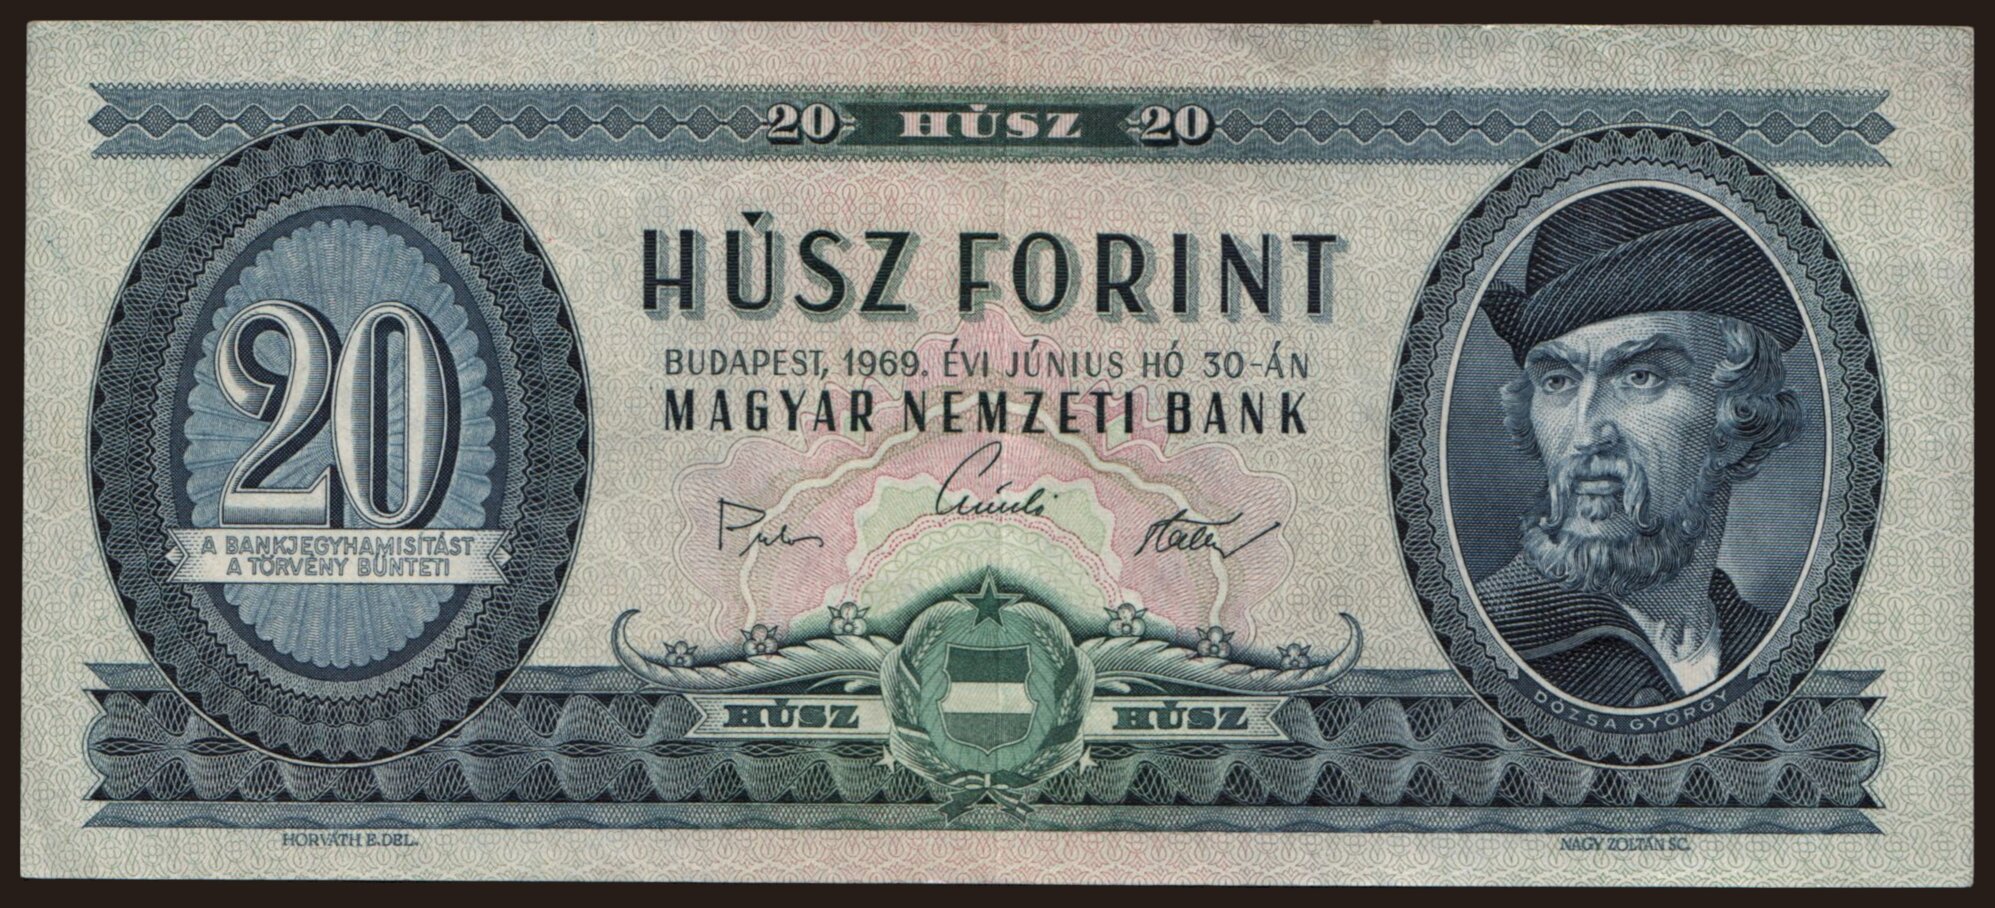 20 HÚSZ 20
HÚSZ FORINT
BUDAPEST, 1969. ÉVI JÚNIUS HÓ 30-ÁN
MAGYAR NEMZETI BANK
20
A BANKJEGYHAMISÍTÁST
A TÖRVÉNY BÜNTETI
HÚSZ HÚSZ
DÓZSA GYÖRGY
HORVÁTH E. DEL.
NAGY ZOLTÁN SC.